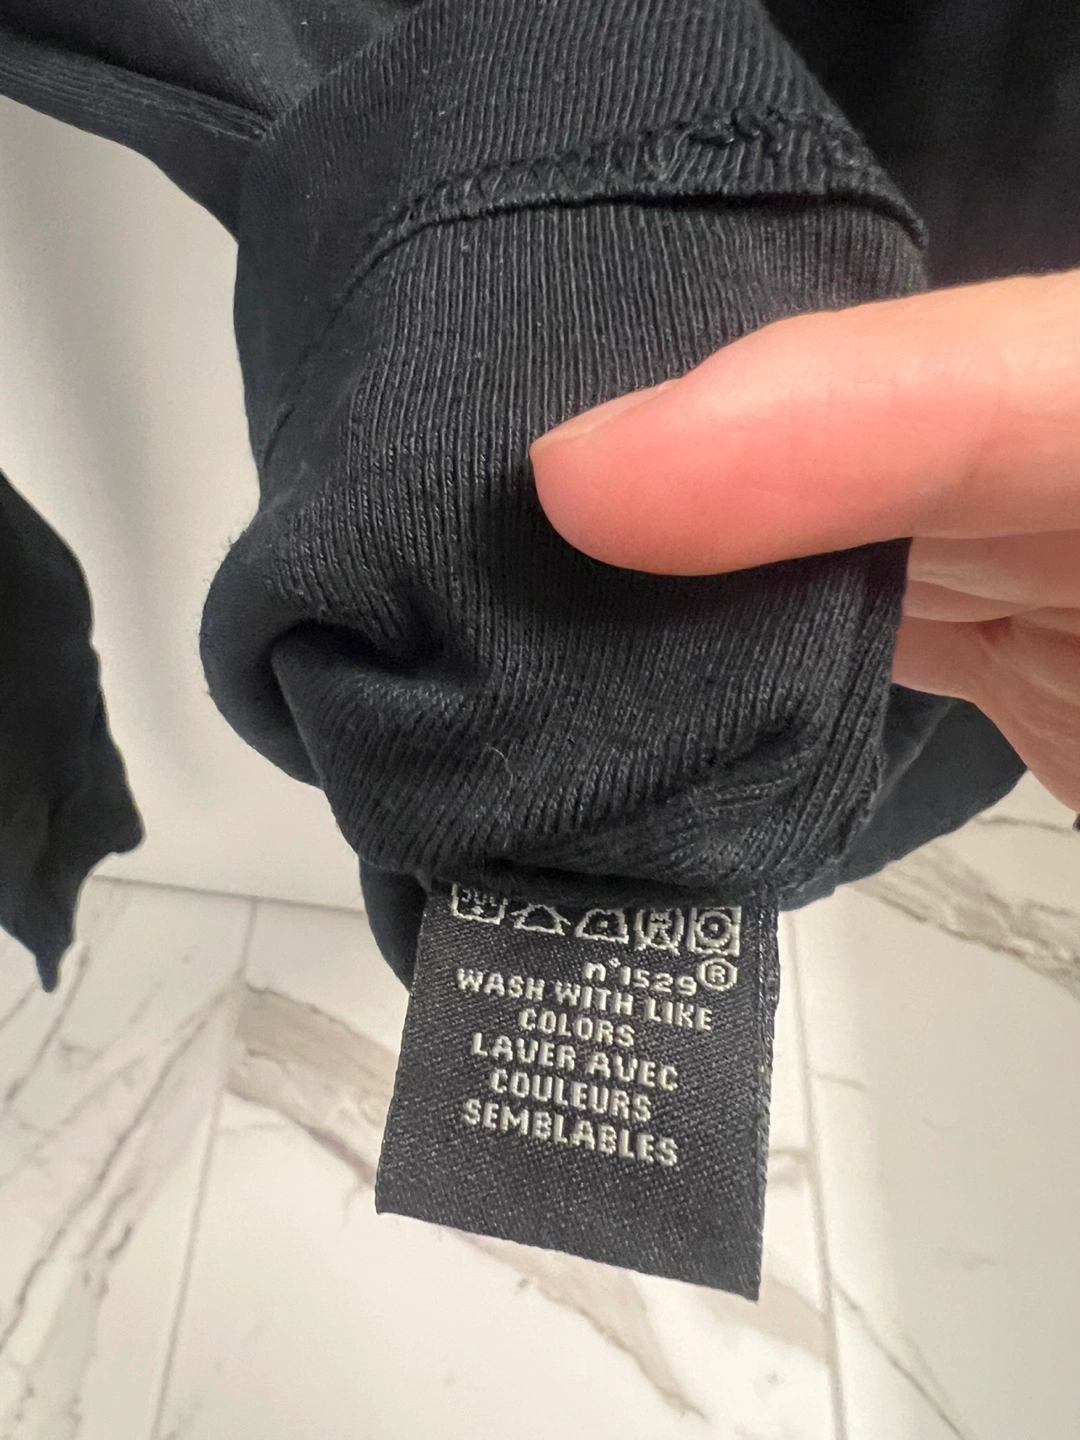 n°1529®
WASH WITH LIKE
COLORS
LAVER AVEC
COULEURS
SEMBLABLES